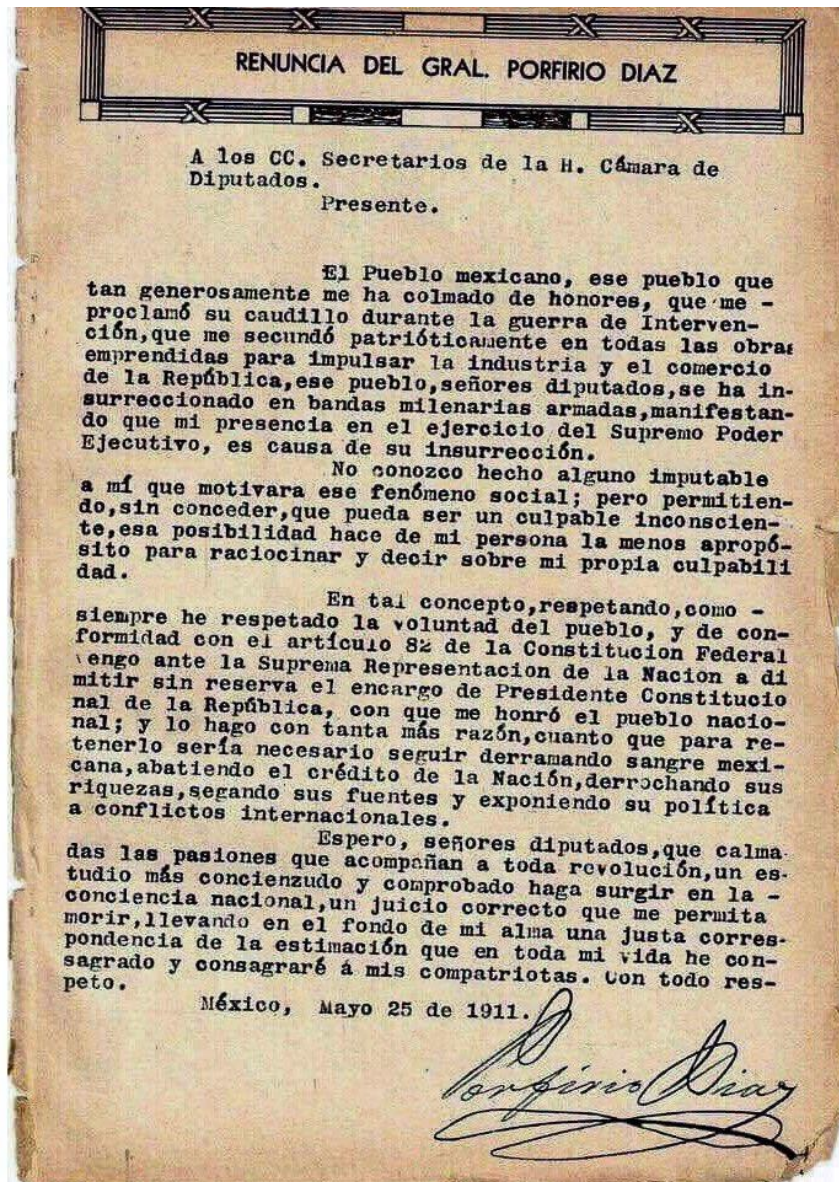 RENUNCIA DEL GRAL. PORFIRIO DIAZ
A los CC. Secretarios de la H. Cámara de
Diputados.
Presente.
El Pueblo mexicano, ese pueblo que
tan generosamente me ha colmado de honores, que me -
proclamó su caudillo durante la guerra de Interven-
ción,que me secundó patrióticamente en todas las obras
emprendidas para impulsar la industria y el comercio
de la República,ese pueblo,señores diputados,se ha in-
surreccionado en bandas milenarias armadas,manifestan-
do que mi presencia en el ejercicio del Supremo Poder
Ejecutivo, es causa de su insurrección.
No conozco hecho alguno imputable
a mí que motivara ese fenómeno social; pero permitien-
do,sin conceder,que pueda ser un culpable inconscien-
te,esa posibilidad hace de mi persona la menos apropó-
sito para raciocinar y decir sobre mi propia culpabili
dad.
En tal concepto,respetando,como -
siempre he respetado la voluntad del pueblo, y de con-
formidad con el artículo 82 de la Constitucion Federal
vengo ante la Suprema Representacion de la Nacion a di
mitir sin reserva el encargo de Presidente Constitucio
nal de la República, con que me honró el pueblo nacio-
nal; y lo hago con tanta más razón,cuanto que para re-
tenerlo sería necesario seguir derramando sangre mexi-
cana,abatiendo el crédito de la Nación,derrochando sus
riquezas,segando sus fuentes y exponiendo su política
a conflictos internacionales.
Espero, señores diputados,que calma-
das las pasiones que acompañan a toda revolución,un es-
tudio más concienzudo y comprobado haga surgir en la -
conciencia nacional,un juicio correcto que me permita
morir,llevando en el fondo de mi alma una justa corres-
pondencia de la estimación que en toda mi vida he con-
sagrado y consagraré á mis compatriotas. Con todo res-
peto.
México, Mayo 25 de 1911.
Porfirio Diaz